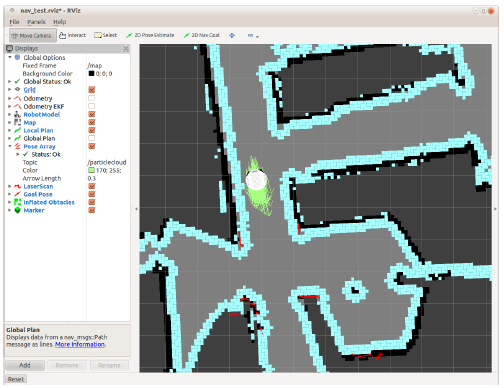 nav_test.rviz* - RViz
File Panels Help
Move Camera Interact Select 2D Pose Estimate 2D Nav Goal
Displays
Global Options
Fixed Frame /map
Background Color 0; 0; 0
Global Status: Ok
Grid
Odometry
Odometry EKF
RobotModel
Map
Local Plan
Global Plan
Pose Array
Status: Ok
Topic /particlecloud
Color 170; 255;
Arrow Length 0.3
LaserScan
Goal Pose
Inflated Obstacles
Marker
Global Plan
Displays data from a nav_msgs::Path
message as lines. More Information.
Add Remove Rename
Reset